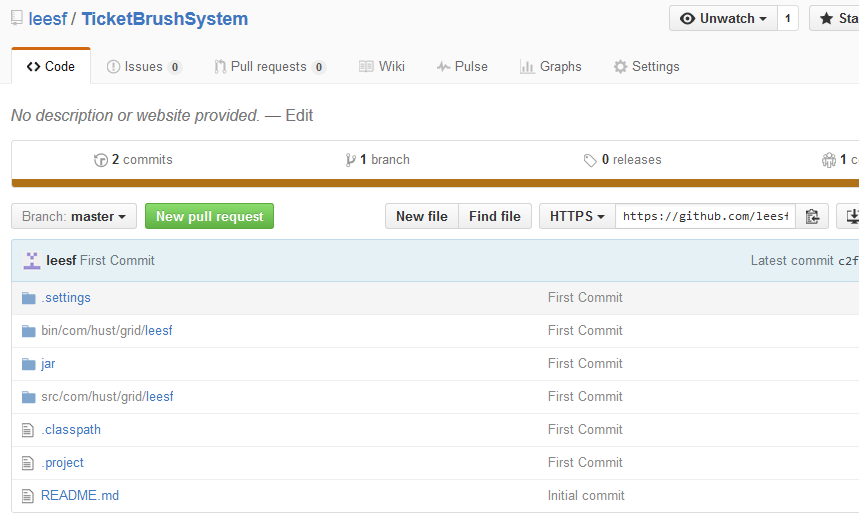 leesf / TicketBrushSystem Unwatch 1 Sta
Code Issues 0 Pull requests 0 Wiki Pulse Graphs Settings
No description or website provided. — Edit
2 commits 1 branch 0 releases 1 c
Branch: master New pull request New file Find file HTTPS https://github.com/leesf
leesf First Commit Latest commit c2f
.settings First Commit
bin/com/hust/grid/leesf First Commit
jar First Commit
src/com/hust/grid/leesf First Commit
.classpath First Commit
.project First Commit
README.md Initial commit